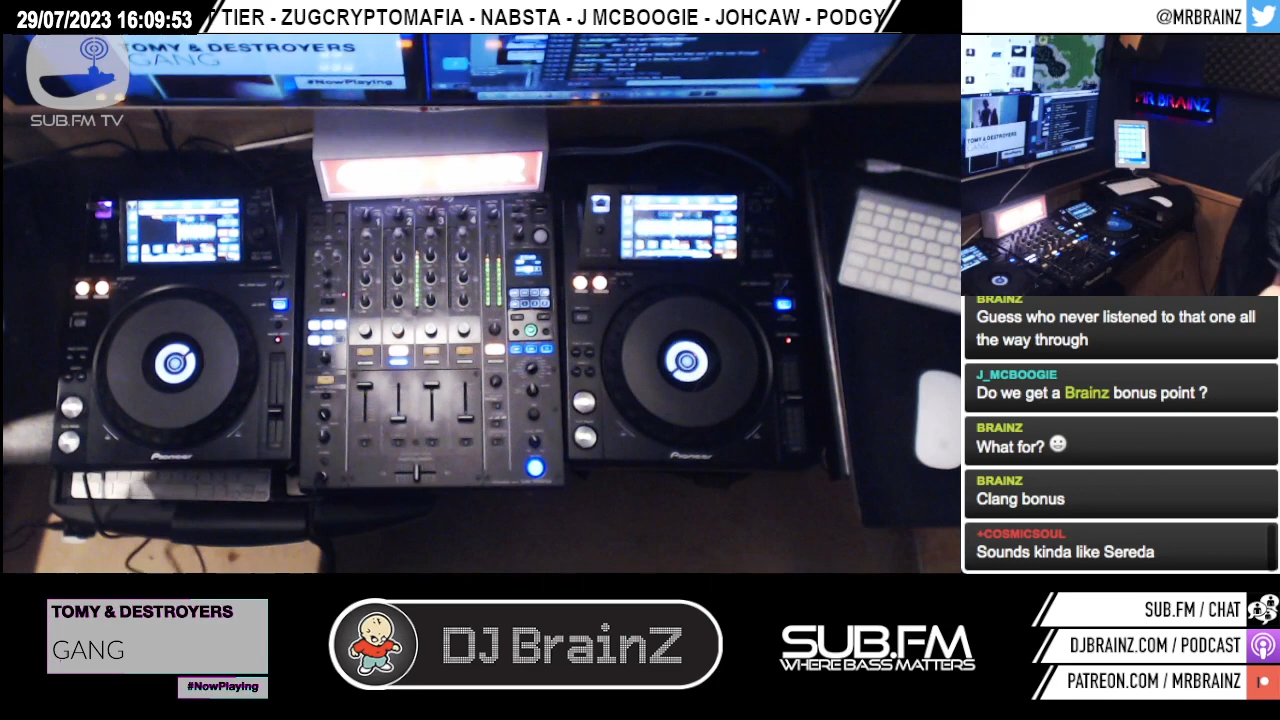 29/07/2023 16:09:53
TIER - ZUGCRYPTOMAFIA - NABSTA - J MCBOOGIE - JOHCAW - PODGY
@MRBRAINZ
TOMY & DESTROYERS
GANG
#NowPlaying
SUB.FM TV
MR BRAINZ
TOMY & DESTROYERS
GANG
Pioneer
Pioneer
BRAINZ
Guess who never listened to that one all
the way through
J_MCBOOGIE
Do we get a Brainz bonus point ?
BRAINZ
What for?
BRAINZ
Clang bonus
+COSMICSOUL
Sounds kinda like Sereda
TOMY & DESTROYERS
GANG
#NowPlaying
DJ BrainZ
SUB.FM
WHERE BASS MATTERS
SUB.FM / CHAT
DJBRAINZ.COM / PODCAST
PATREON.COM / MRBRAINZ